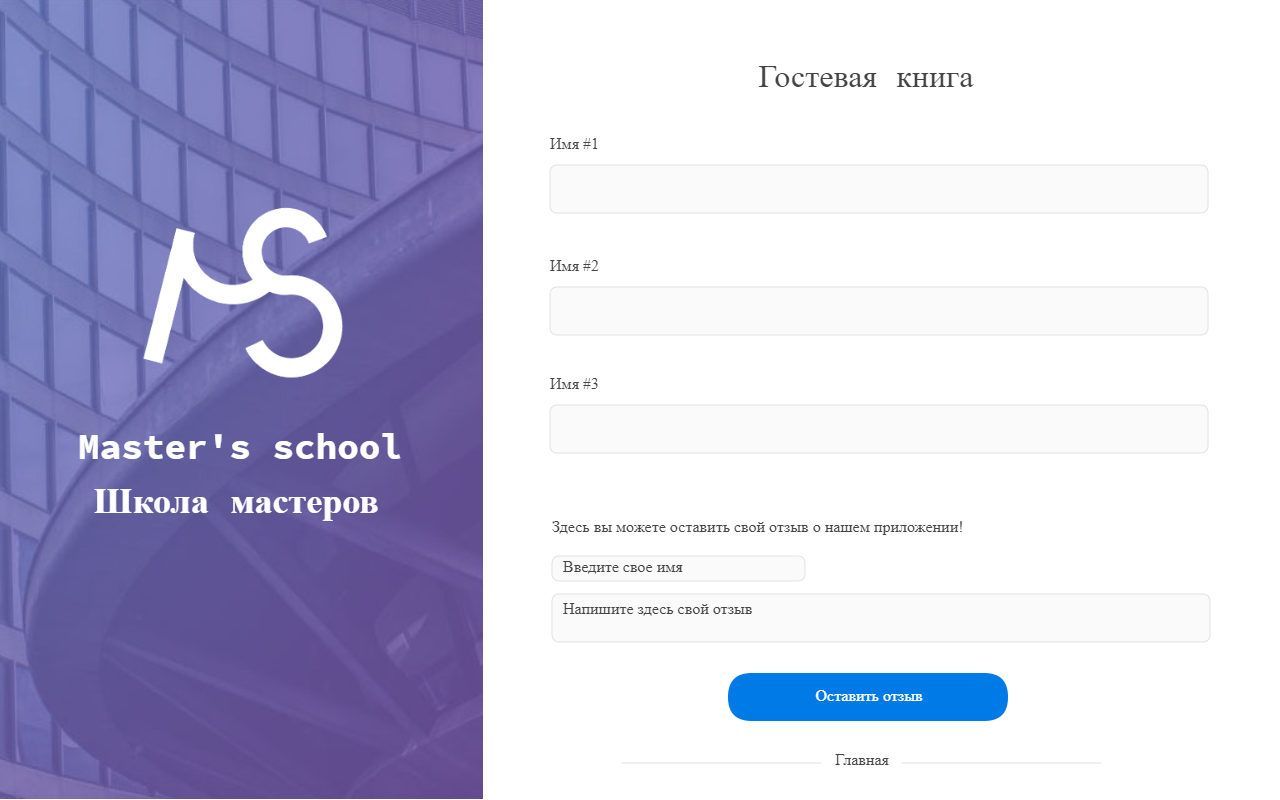 MS
Master's school
Школа мастеров
Гостевая книга
Имя #1
Имя #2
Имя #3
Здесь вы можете оставить свой отзыв о нашем приложении!
Введите свое имя
Напишите здесь свой отзыв
Оставить отзыв
Главная